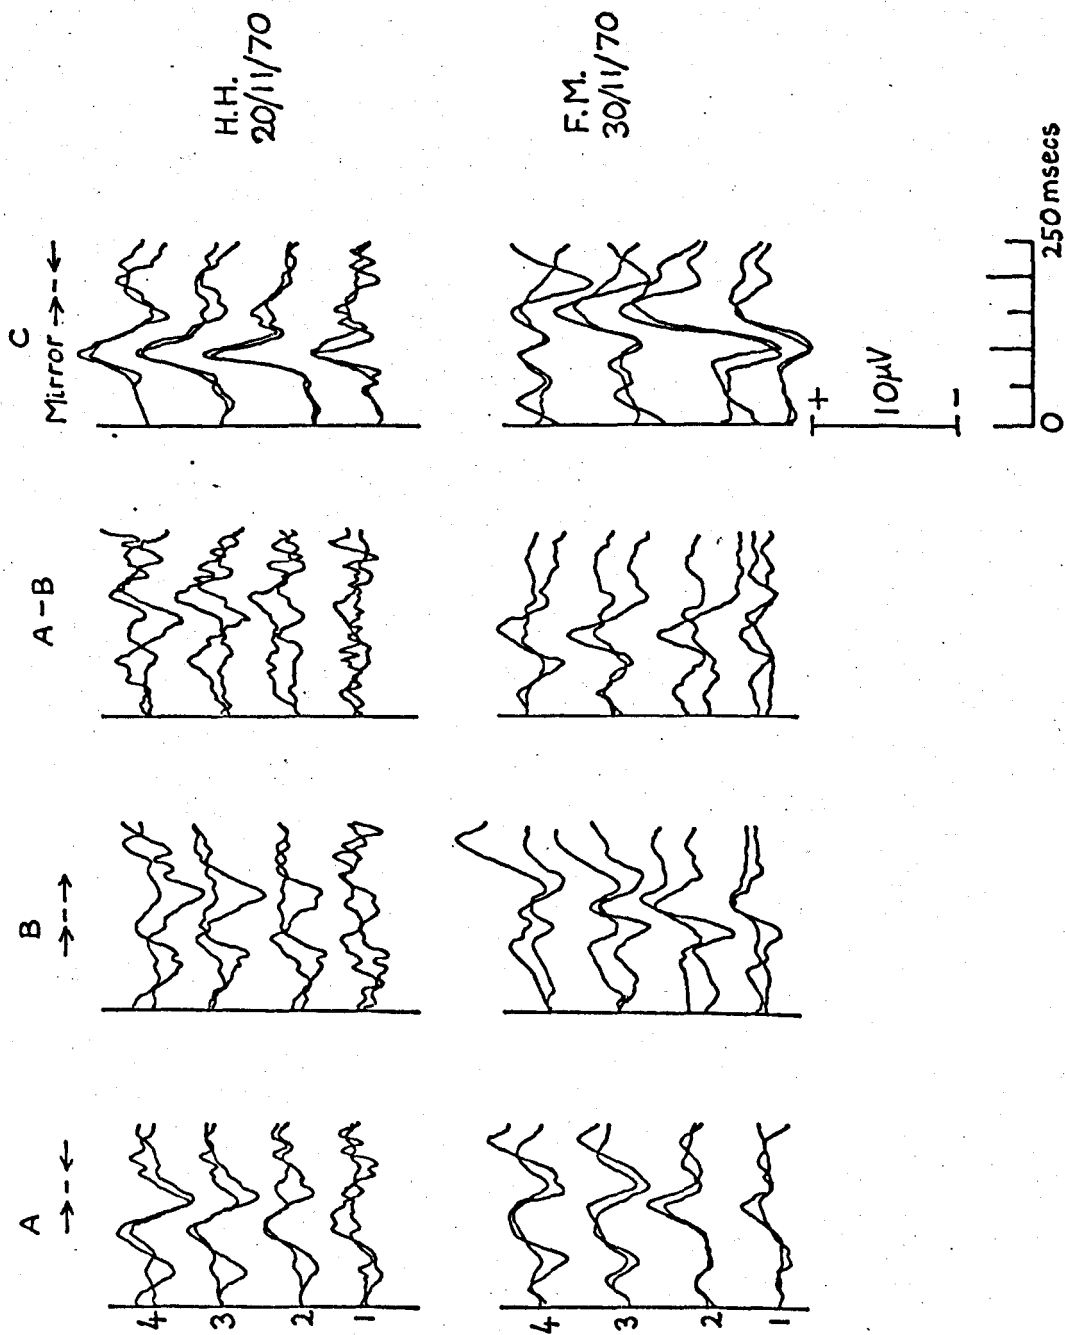 A
B
A - B
C
→ - ←
→ - →
Mirror → - ←
4
3
2
1
H.H.
20/11/70
4
3
2
1
F.M.
30/11/70
+
10µV
-
0
250 msecs